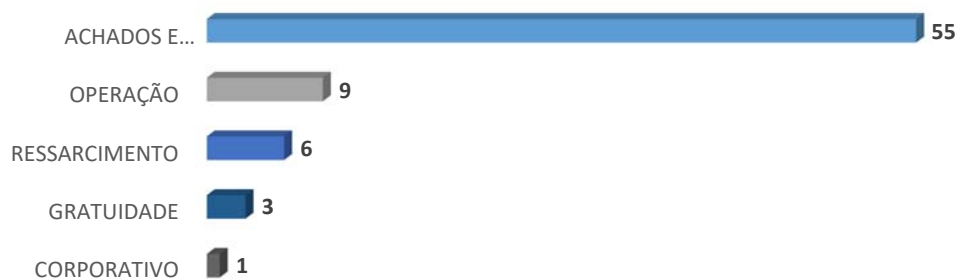 ACHADOS E... 55
OPERAÇÃO 9
RESSARCIMENTO 6
GRATUIDADE 3
CORPORATIVO 1